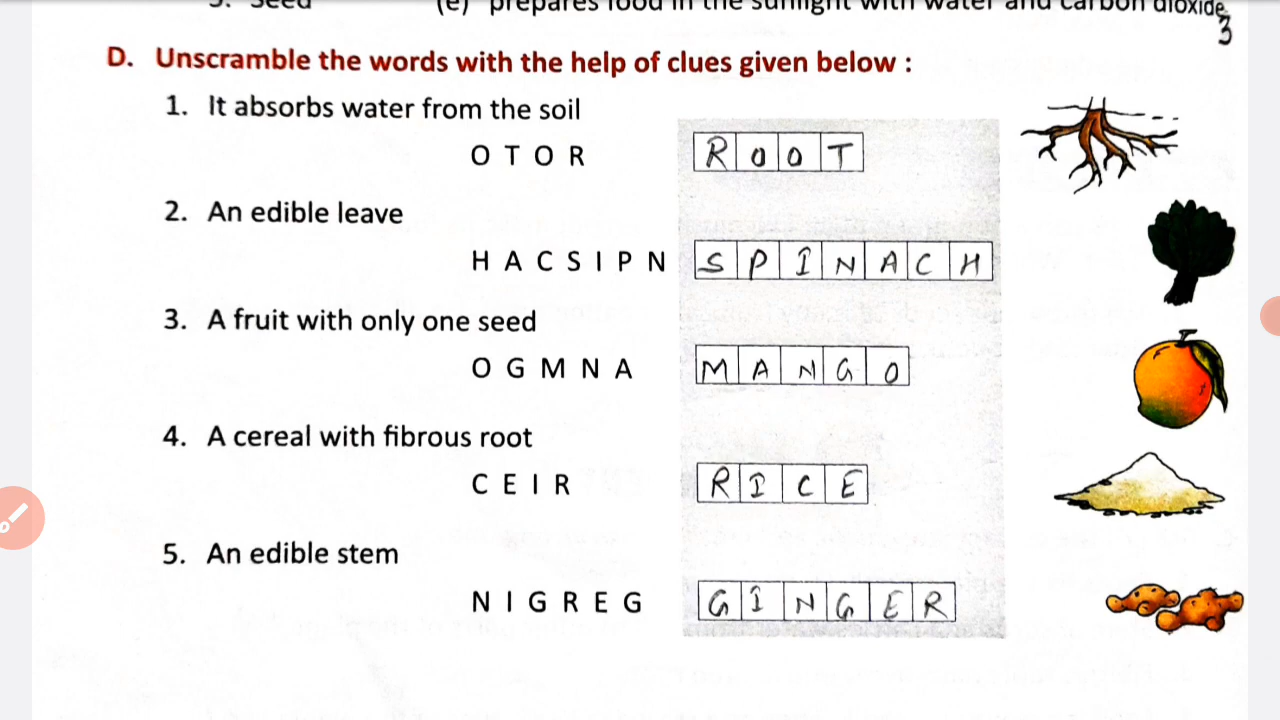 3. Seed (e) prepares food in the sunlight with water and carbon dioxide
3
D. Unscramble the words with the help of clues given below :
1. It absorbs water from the soil
O T O R R O O T
2. An edible leave
H A C S I P N S P I N A C H
3. A fruit with only one seed
O G M N A M A N G O
4. A cereal with fibrous root
C E I R R I C E
5. An edible stem
N I G R E G G I N G E R